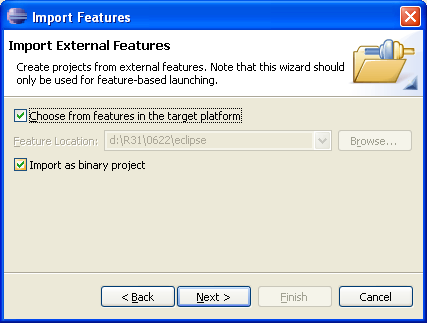 Import Features
Import External Features
Create projects from external features. Note that this wizard should
only be used for feature-based launching.
Choose from features in the target platform
Feature Location: d:\R31\0622\eclipse Browse...
Import as binary project
< Back Next > Finish Cancel